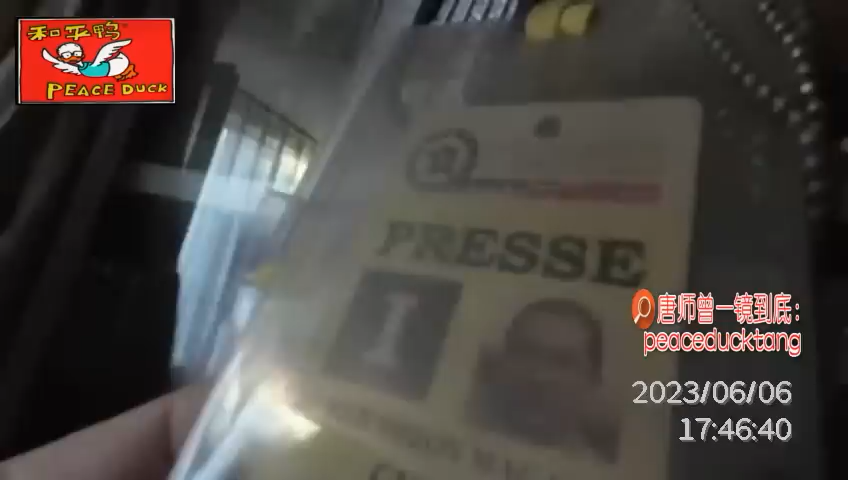 和平鸭
PEACE DUCK
PRESSE
I
唐师曾一镜到底：
peaceducktang
2023/06/06
17:46:40